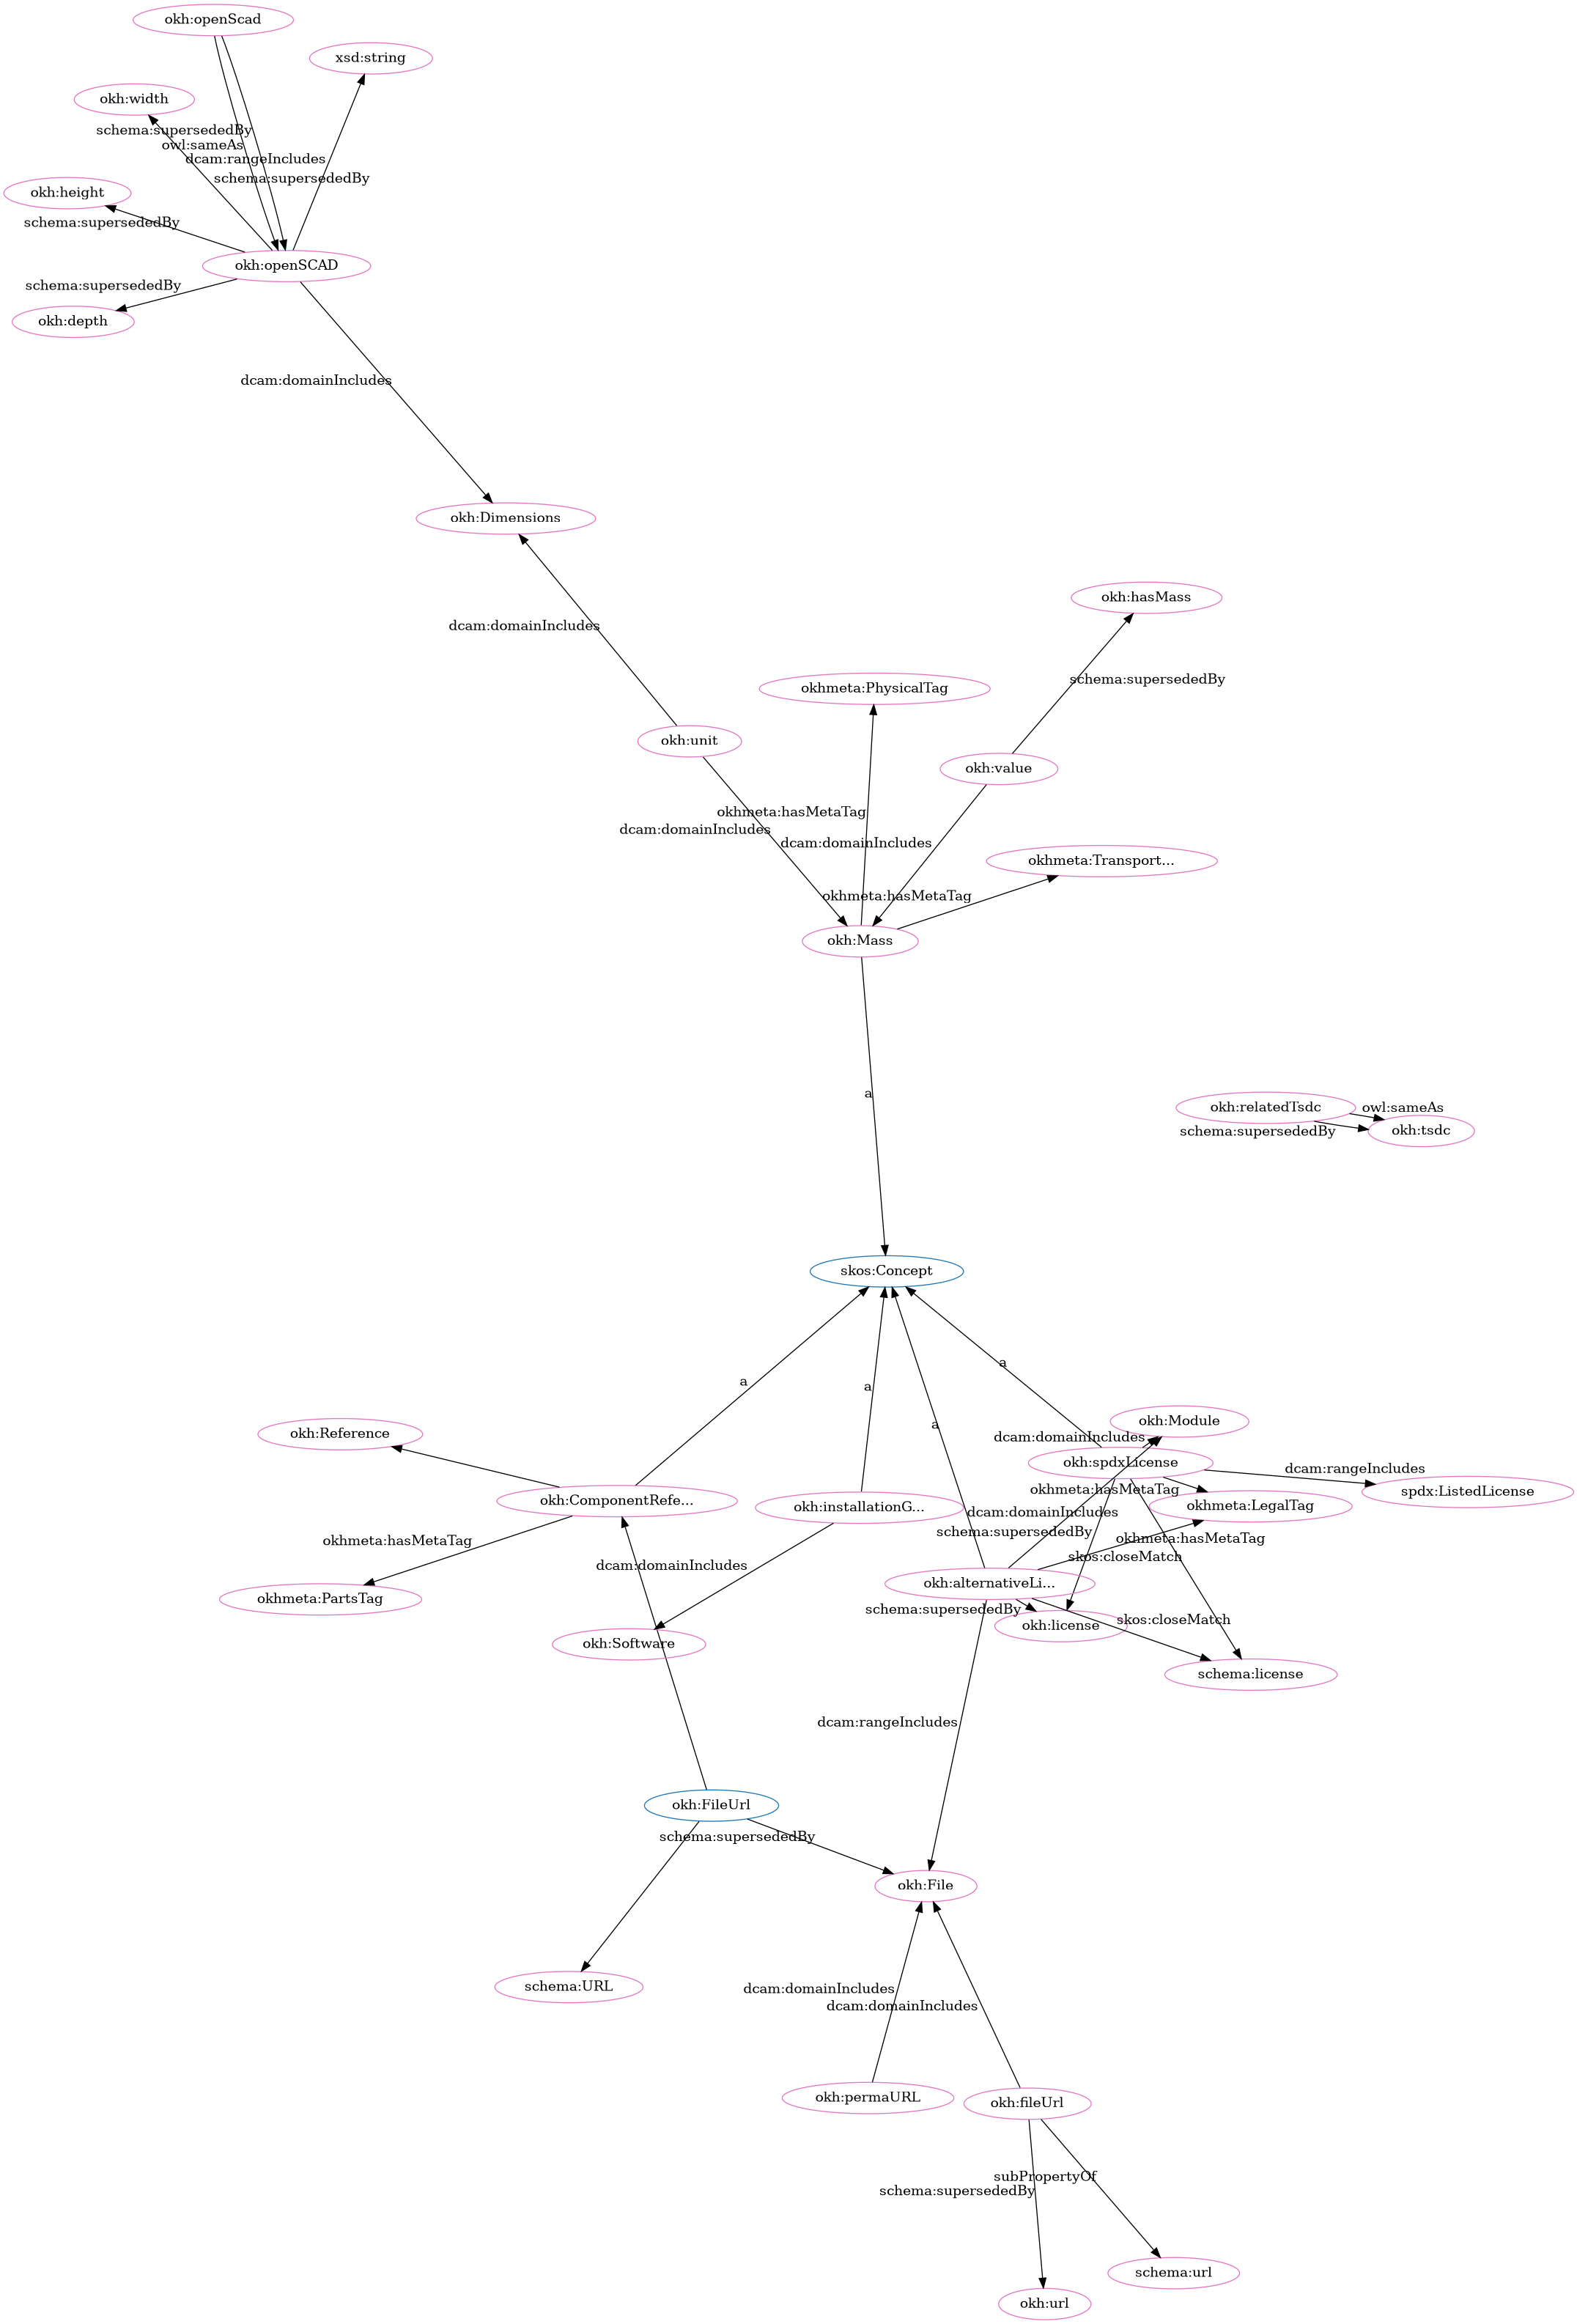 okh:openScad
xsd:string
okh:width
schema:supersededBy
owl:sameAs
dcam:rangeIncludes
schema:supersededBy
okh:height
schema:supersededBy
okh:openSCAD
schema:supersededBy
okh:depth
dcam:domainIncludes
okh:Dimensions
okh:hasMass
dcam:domainIncludes
schema:supersededBy
okhmeta:PhysicalTag
okh:unit
okh:value
okhmeta:hasMetaTag
dcam:domainIncludes
dcam:domainIncludes
okhmeta:Transport...
okhmeta:hasMetaTag
okh:Mass
a
okh:relatedTsdc
owl:sameAs
schema:supersededBy
okh:tsdc
skos:Concept
a
a
a
a
okh:Module
okh:Reference
dcam:domainIncludes
okh:spdxLicense
dcam:rangeIncludes
okhmeta:hasMetaTag
spdx:ListedLicense
okh:ComponentRefe...
okh:installationG...
okhmeta:LegalTag
dcam:domainIncludes
schema:supersededBy
okhmeta:hasMetaTag
okhmeta:hasMetaTag
skos:closeMatch
dcam:domainIncludes
okh:alternativeLi...
okhmeta:PartsTag
schema:supersededBy
skos:closeMatch
okh:license
okh:Software
schema:license
dcam:rangeIncludes
okh:FileUrl
schema:supersededBy
okh:File
schema:URL
dcam:domainIncludes
dcam:domainIncludes
okh:permaURL
okh:fileUrl
subPropertyOf
schema:supersededBy
schema:url
okh:url